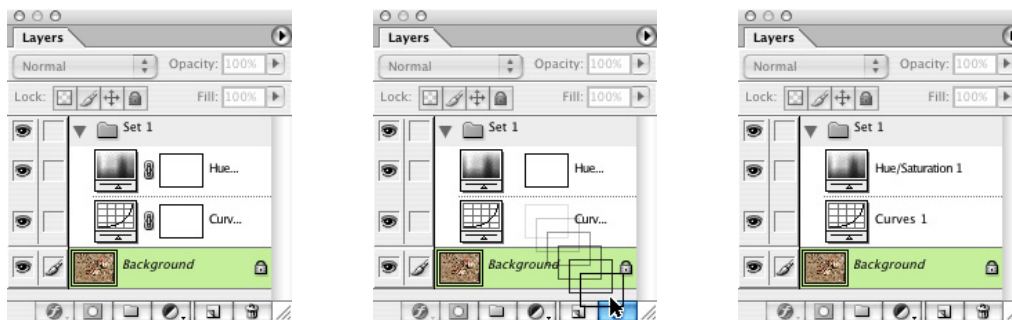 Layers
Normal Opacity: 100%
Lock: Fill: 100%
Set 1
Hue...
Curv...
Background
Layers
Normal Opacity: 100%
Lock: Fill: 100%
Set 1
Hue...
Curv...
Background
Layers
Normal Opacity: 100%
Lock: Fill: 100%
Set 1
Hue/Saturation 1
Curves 1
Background